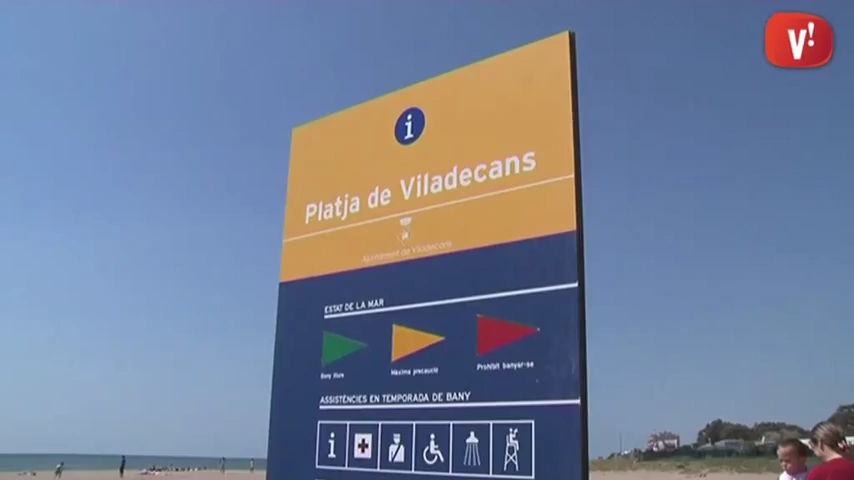 V!
i
Platja de Viladecans
Ajuntament de Viladecans
ESTAT DE LA MAR
Bany lliure
Màxima precaució
Prohibit banyar-se
ASSISTÈNCIES EN TEMPORADA DE BANY
i